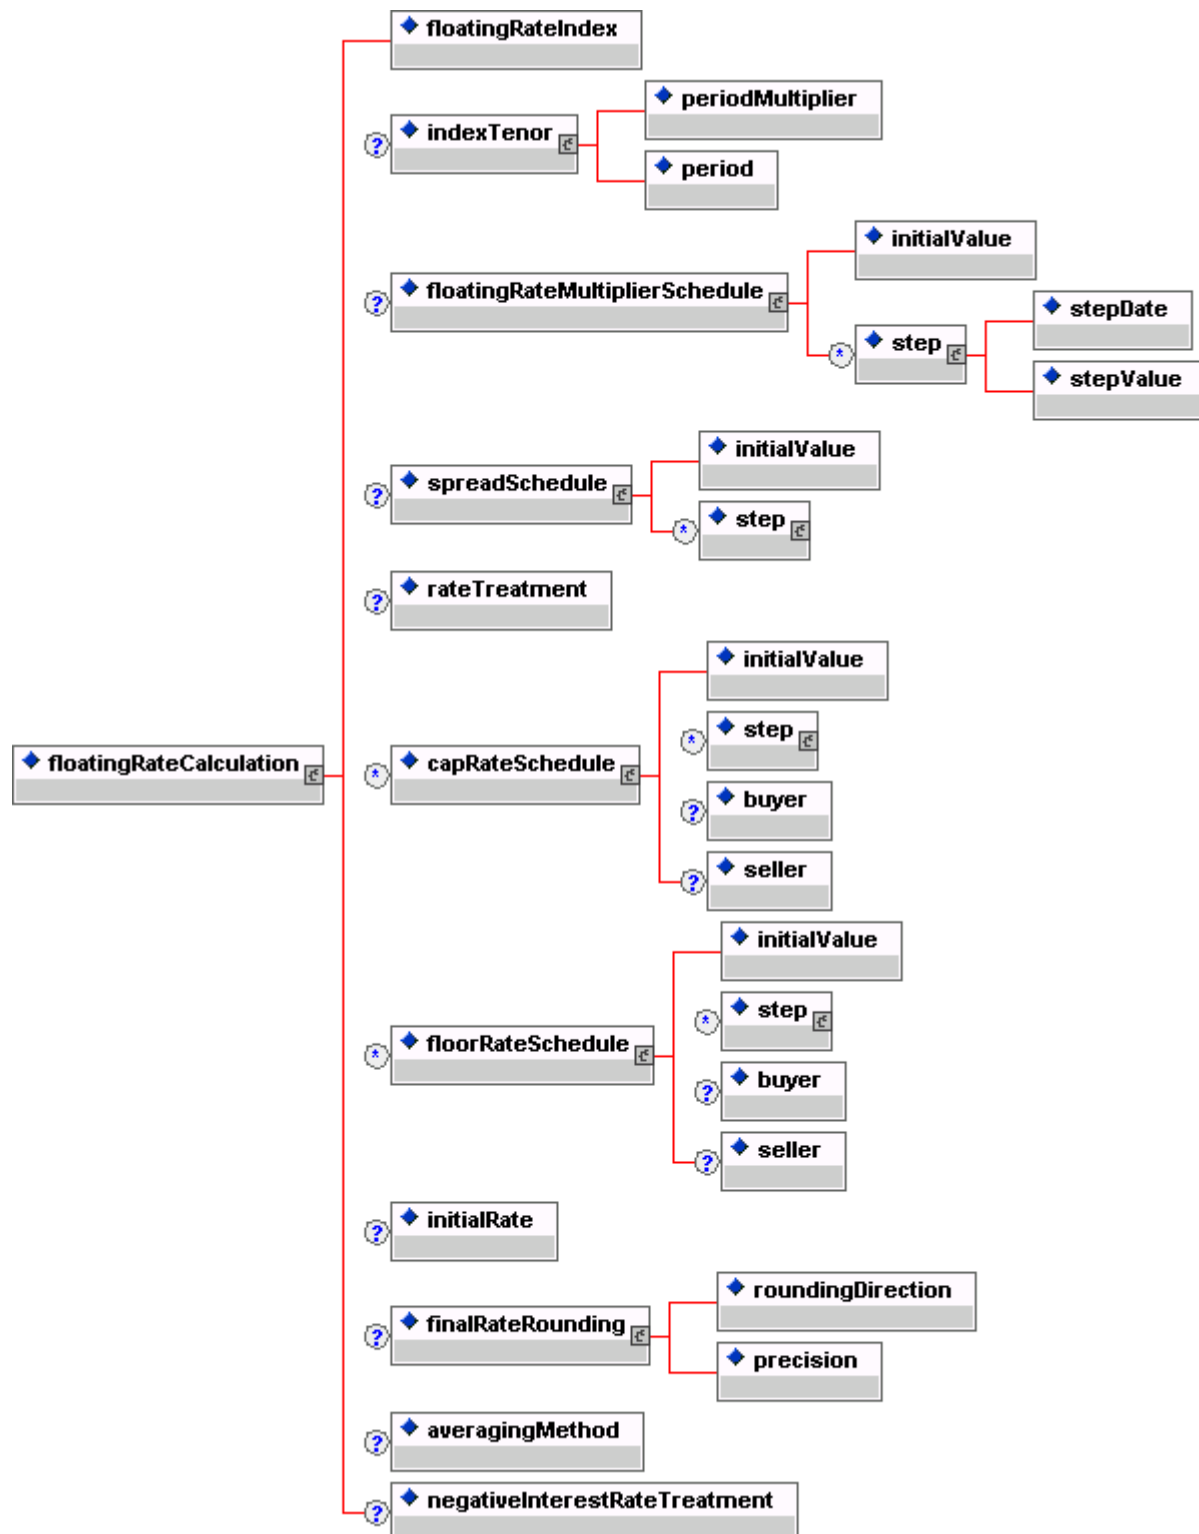 floatingRateIndex
periodMultiplier
? indexTenor
period
initialValue
? floatingRateMultiplierSchedule
stepDate
* step
stepValue
initialValue
? spreadSchedule
* step
? rateTreatment
initialValue
* step
floatingRateCalculation
* capRateSchedule
? buyer
? seller
initialValue
* step
* floorRateSchedule
? buyer
? seller
? initialRate
roundingDirection
? finalRateRounding
precision
? averagingMethod
? negativeInterestRateTreatment